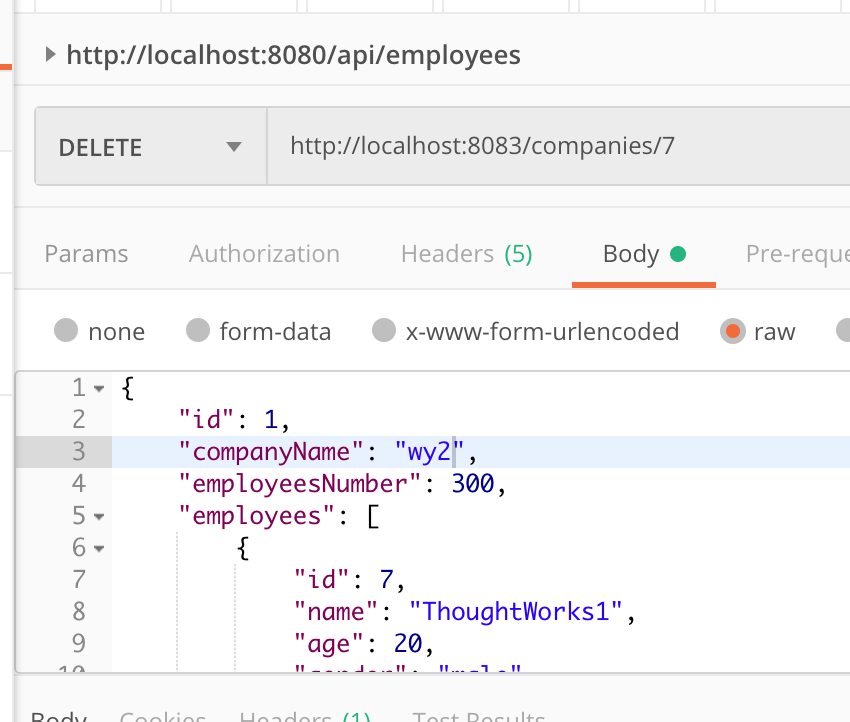 http://localhost:8080/api/employees
DELETE http://localhost:8083/companies/7
Params Authorization Headers (5) Body Pre-reque
none form-data x-www-form-urlencoded raw
1 {
2 "id": 1,
3 "companyName": "wy2",
4 "employeesNumber": 300,
5 "employees": [
6 {
7 "id": 7,
8 "name": "ThoughtWorks1",
9 "age": 20,
10 "gender": "male"
Body Cookies Headers (1) Test Results